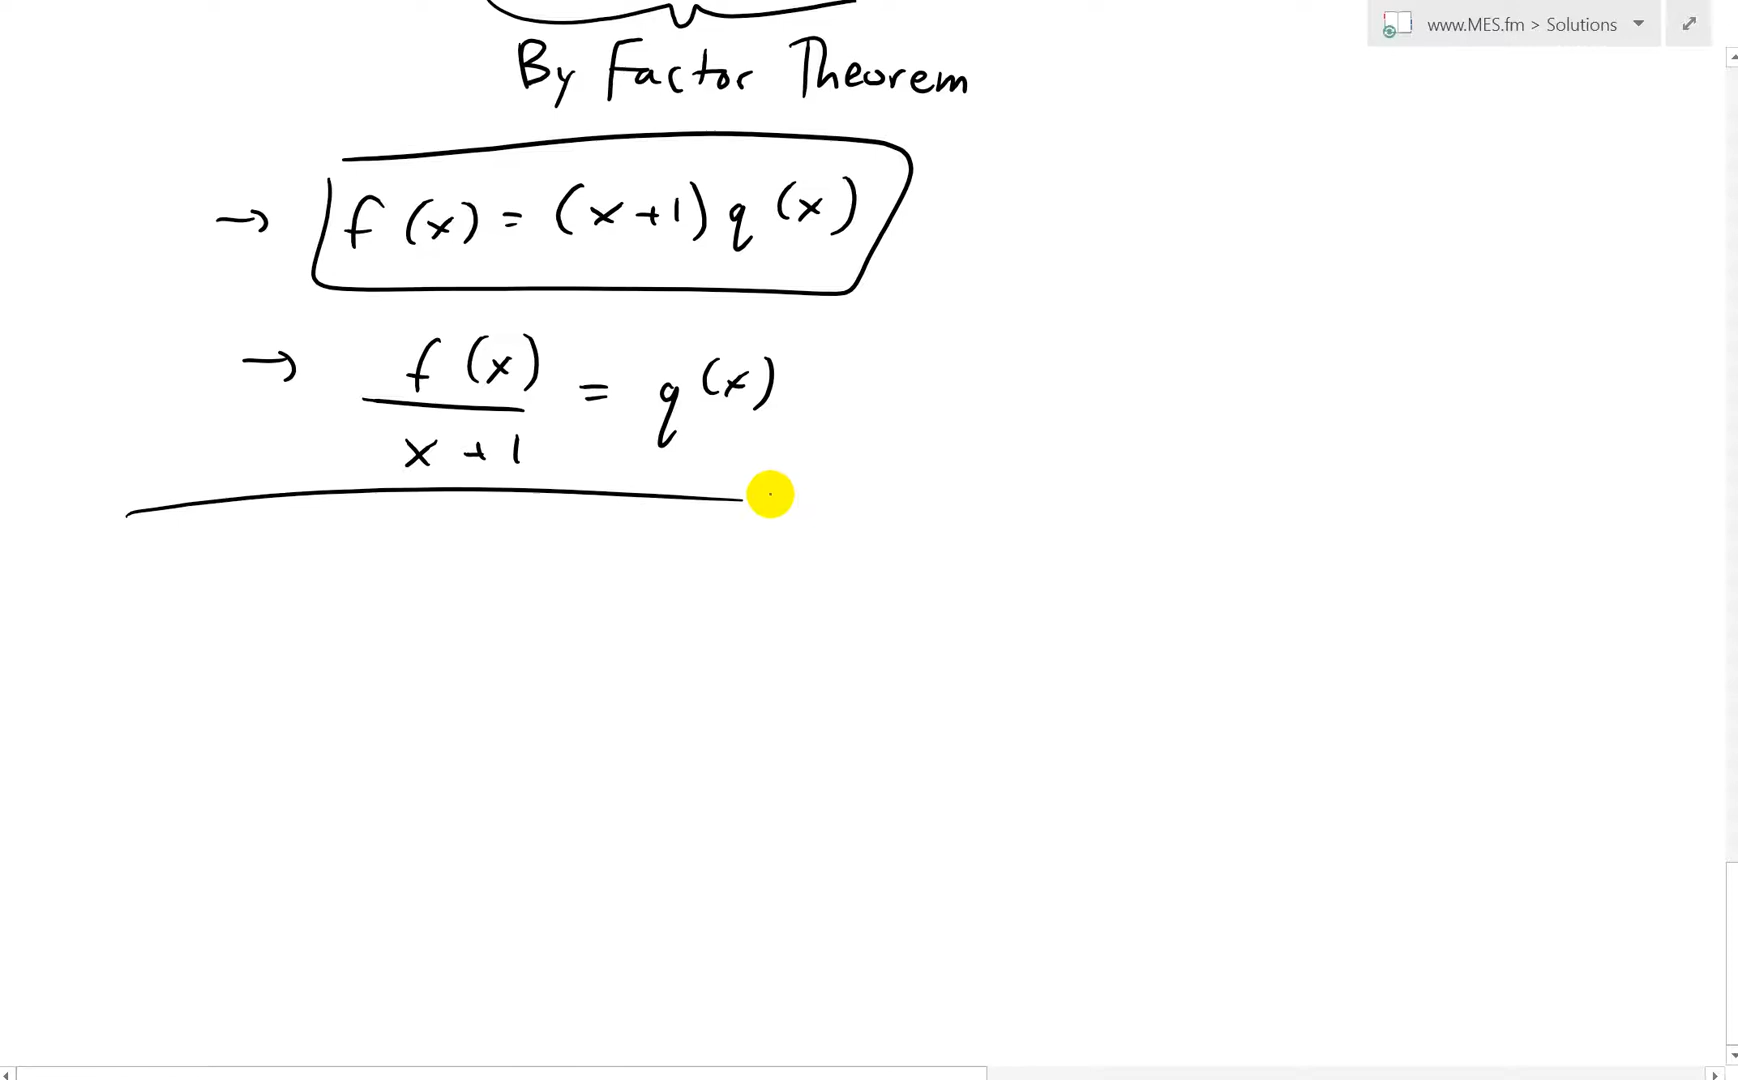 www.MES.fm > Solutions
By Factor Theorem
→ f(x) = (x+1) q(x)
→ f(x)/x+1 = q(x)